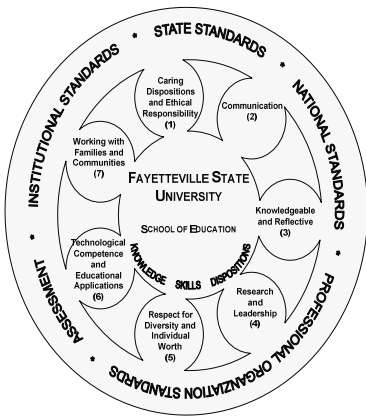 STATE STANDARDS *
NATIONAL STANDARDS *
PROFESSIONAL ORGANZIATION STANDARDS *
ASSESSMENT *
INSTITUTIONAL STANDARDS *
Caring
Dispositions
and Ethical
Responsibility
(1)
Communication
(2)
Knowledgeable
and Reflective
(3)
Research
and
Leadership
(4)
Respect for
Diversity and
Individual
Worth
(5)
Technological
Competence
and
Educational
Applications
(6)
Working with
Families and
Communities
(7)
FAYETTEVILLE STATE
UNIVERSITY
SCHOOL OF EDUCATION
KNOWLEDGE SKILLS DISPOSITIONS